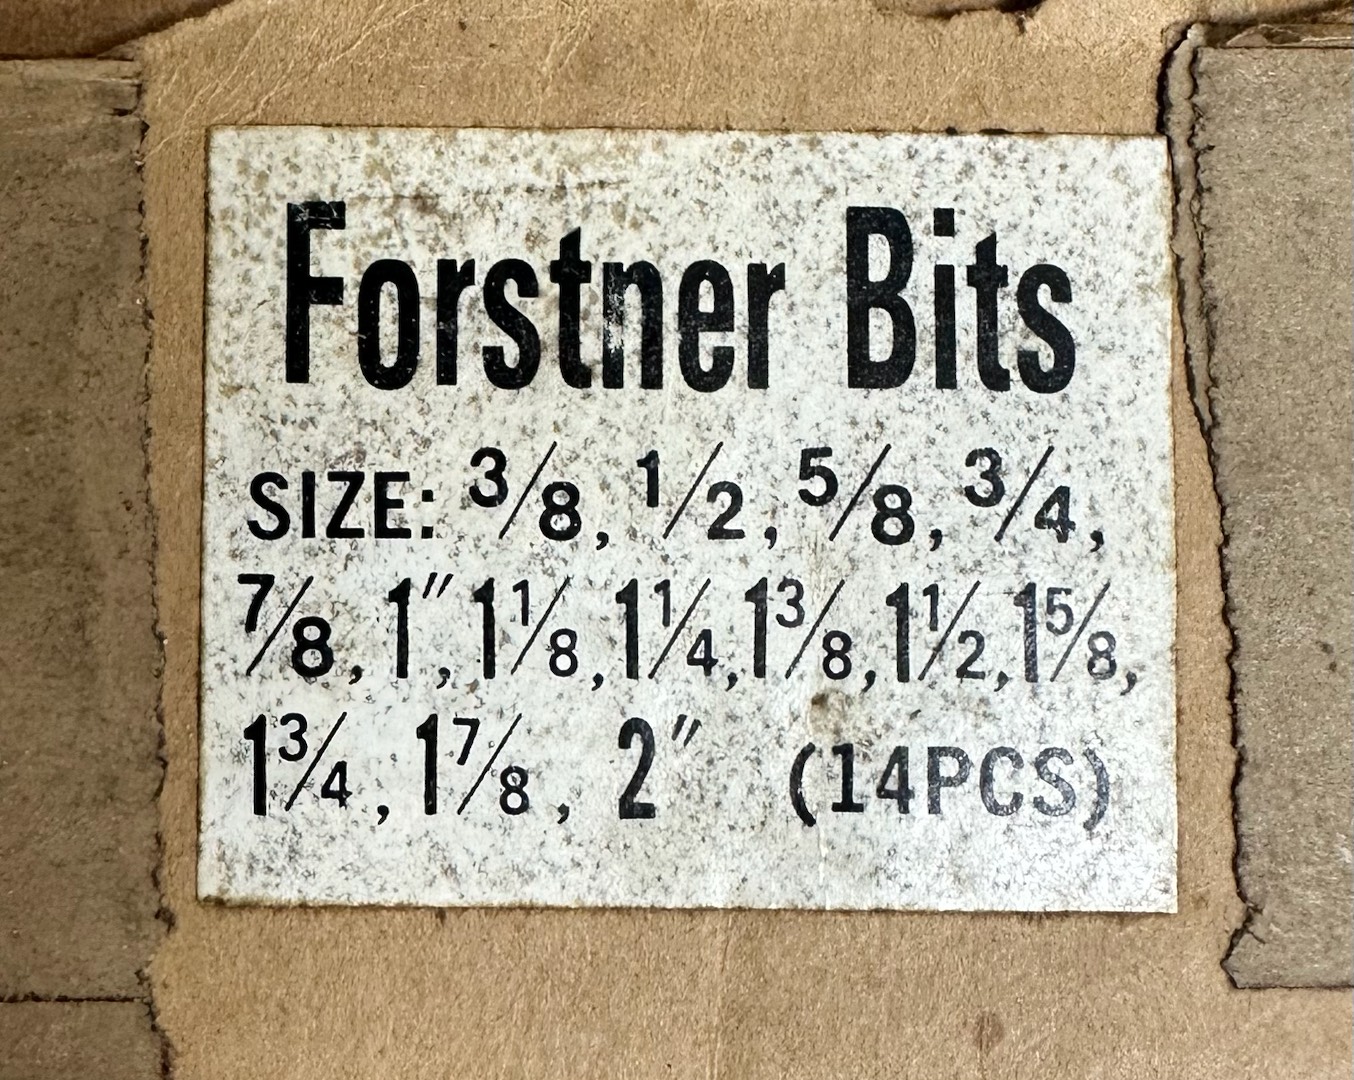 Forstner Bits
SIZE: 3/8, 1/2, 5/8, 3/4,
7/8, 1", 1 1/8, 1 1/4, 1 3/8, 1 1/2, 1 5/8,
1 3/4, 1 7/8, 2" (14PCS)